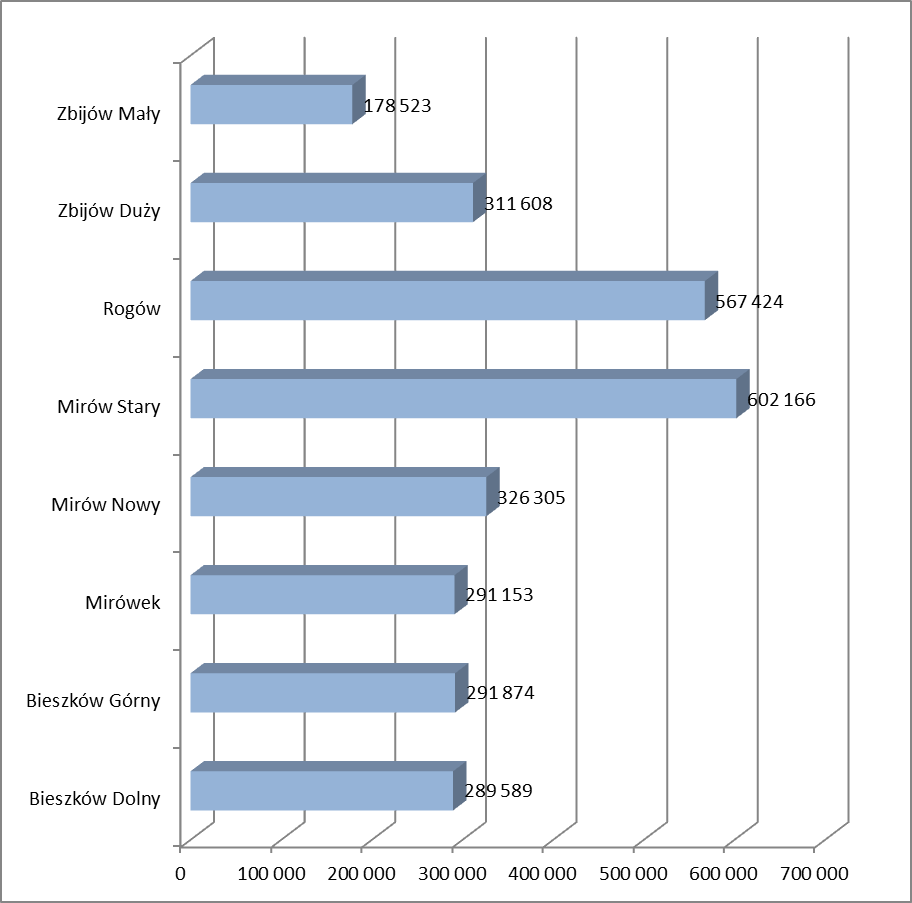 Zbijów Mały 178 523
Zbijów Duży 311 608
Rogów 567 424
Mirów Stary 602 166
Mirów Nowy 326 305
Mirówek 291 153
Bieszków Górny 291 874
Bieszków Dolny 289 589
0 100 000 200 000 300 000 400 000 500 000 600 000 700 000